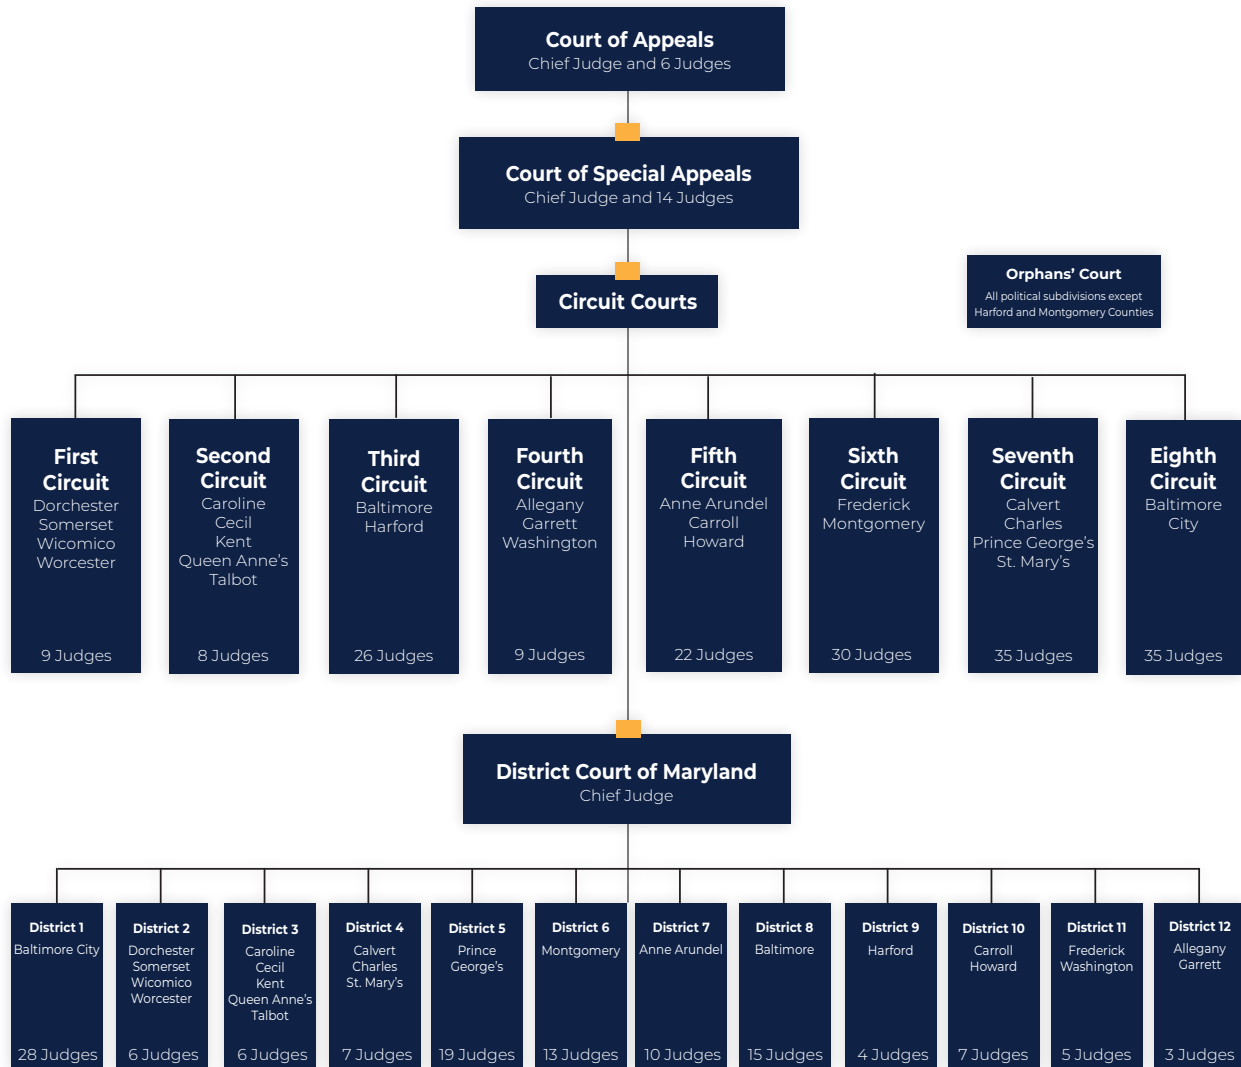 Court of Appeals
Chief Judge and 6 Judges
Court of Special Appeals
Chief Judge and 14 Judges
Circuit Courts
Orphans’ Court
All political subdivisions except
Harford and Montgomery Counties
First
Circuit
Dorchester
Somerset
Wicomico
Worcester
9 Judges
Second
Circuit
Caroline
Cecil
Kent
Queen Anne’s
Talbot
8 Judges
Third
Circuit
Baltimore
Harford
26 Judges
Fourth
Circuit
Allegany
Garrett
Washington
9 Judges
Fifth
Circuit
Anne Arundel
Carroll
Howard
22 Judges
Sixth
Circuit
Frederick
Montgomery
30 Judges
Seventh
Circuit
Calvert
Charles
Prince George’s
St. Mary’s
35 Judges
Eighth
Circuit
Baltimore
City
35 Judges
District Court of Maryland
Chief Judge
District 1
Baltimore City
28 Judges
District 2
Dorchester
Somerset
Wicomico
Worcester
6 Judges
District 3
Caroline
Cecil
Kent
Queen Anne’s
Talbot
6 Judges
District 4
Calvert
Charles
St. Mary’s
7 Judges
District 5
Prince
George’s
19 Judges
District 6
Montgomery
13 Judges
District 7
Anne Arundel
10 Judges
District 8
Baltimore
15 Judges
District 9
Harford
4 Judges
District 10
Carroll
Howard
7 Judges
District 11
Frederick
Washington
5 Judges
District 12
Allegany
Garrett
3 Judges